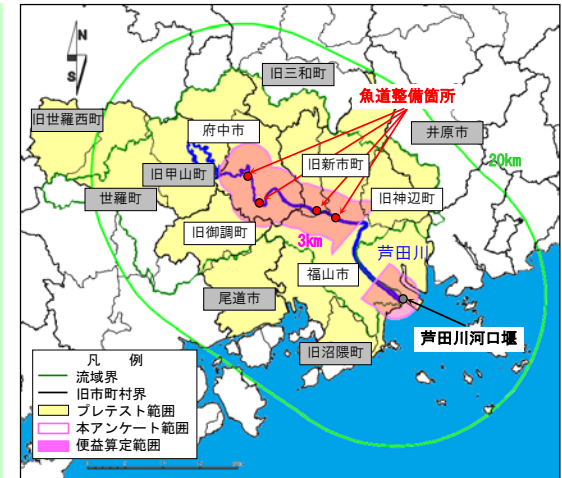 N
S
旧三和町
魚道整備箇所
旧世羅西町
府中市
井原市
20km
旧甲山町
旧新市町
世羅町
旧神辺町
旧御調町
3km
芦田川
福山市
尾道市
芦田川河口堰
旧沼隈町
凡 例
流域界
旧市町村界
プレテスト範囲
本アンケート範囲
便益算定範囲